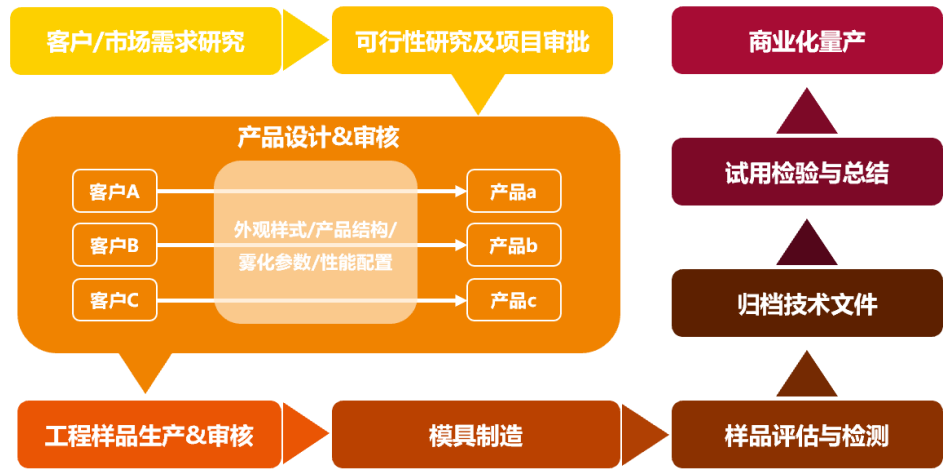 客户/市场需求研究
可行性研究及项目审批
产品设计&审核
客户A
产品a
客户B
外观样式/产品结构/
雾化参数/性能配置
产品b
客户C
产品c
工程样品生产&审核
模具制造
样品评估与检测
归档技术文件
试用检验与总结
商业化量产